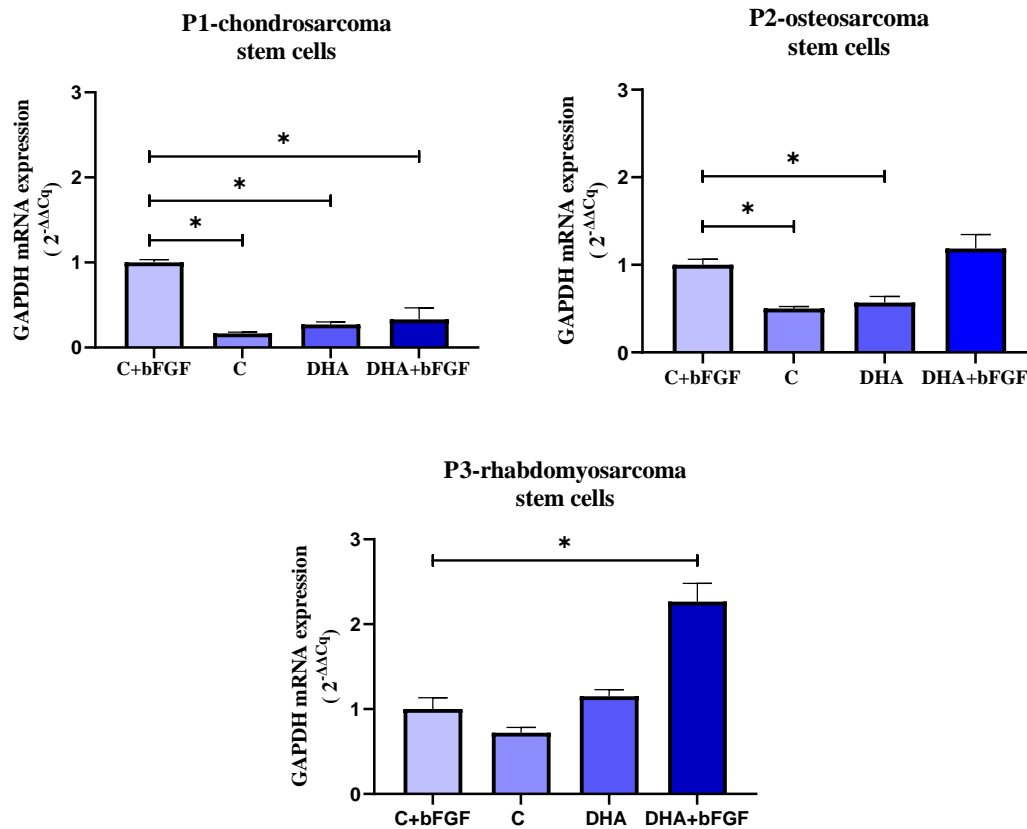 P1-chondrosarcoma
stem cells
GAPDH mRNA expression
( 2-ΔΔCq)
3
2
1
0
*
*
*
C+bFGF C DHA DHA+bFGF
P2-osteosarcoma
stem cells
GAPDH mRNA expression
( 2-ΔΔCq)
3
2
1
0
*
*
C+bFGF C DHA DHA+bFGF
P3-rhabdomyosarcoma
stem cells
GAPDH mRNA expression
( 2-ΔΔCq)
3
2
1
0
*
C+bFGF C DHA DHA+bFGF